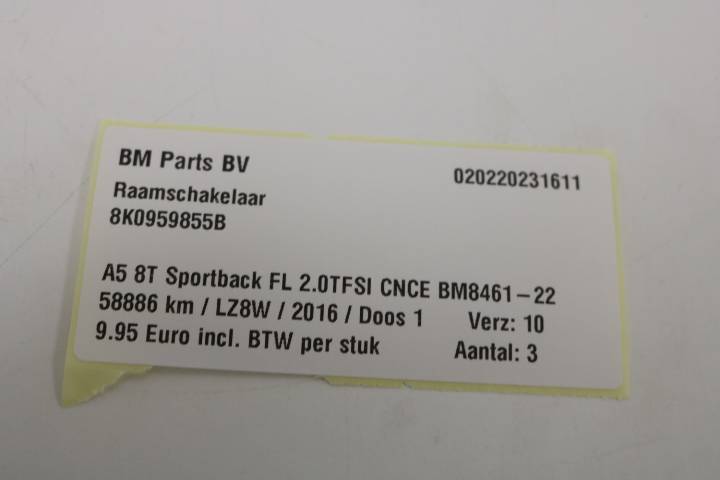 BM Parts BV 020220231611
Raamschakelaar
8K0959855B
A5 8T Sportback FL 2.0TFSI CNCE BM8461-22
58886 km / LZ8W / 2016 / Doos 1 Verz: 10
9.95 Euro incl. BTW per stuk Aantal: 3